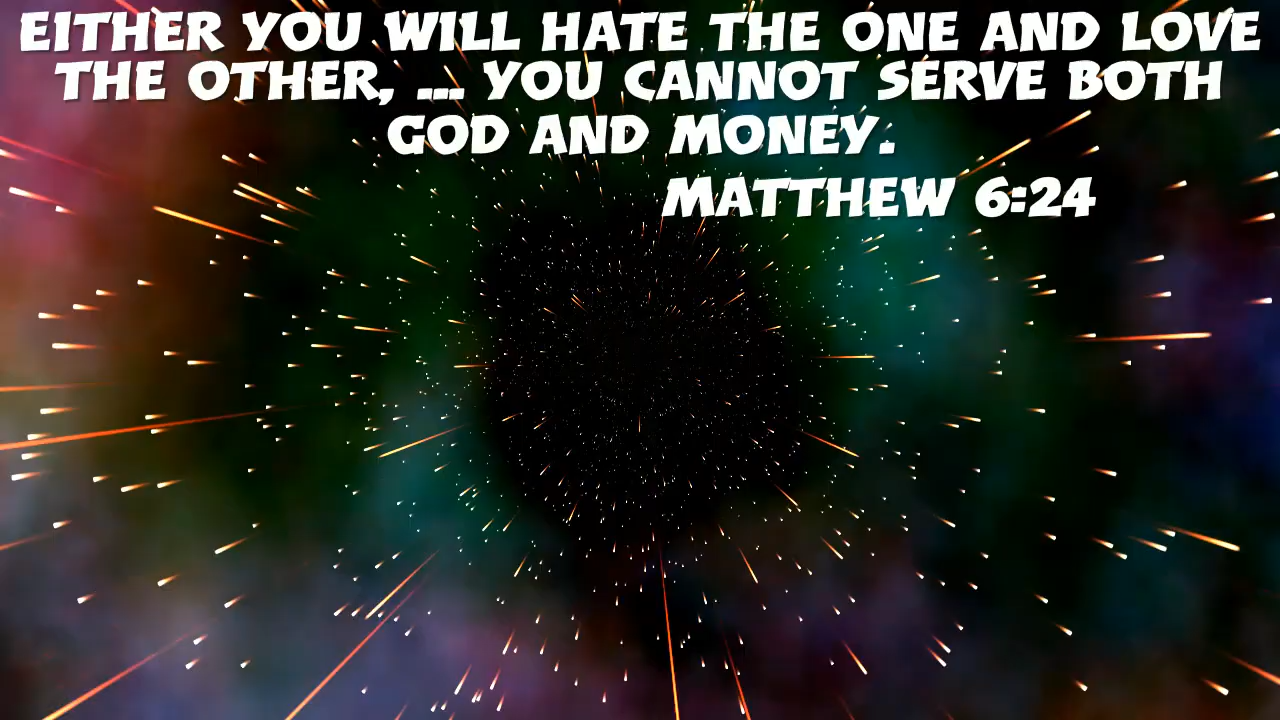 EITHER YOU WILL HATE THE ONE AND LOVE
THE OTHER, ... YOU CANNOT SERVE BOTH
GOD AND MONEY.
MATTHEW 6:24